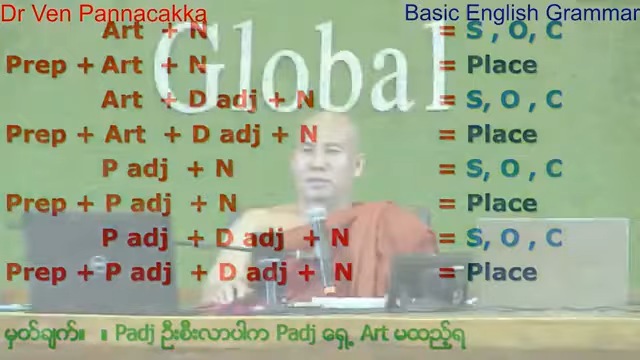 Dr Ven Pannacakka Basic English Grammar
Global
Art + N = S , O, C
Prep + Art + N = Place
Art + D adj + N = S, O , C
Prep + Art + D adj + N = Place
P adj + N = S, O , C
Prep + P adj + N = Place
P adj + D adj + N = S, O , C
Prep + P adj + D adj + N = Place
မှတ်ချက်။ ။ Padj ဦးစီးလာပါက Padj ရှေ့ Art မထည့်ရ